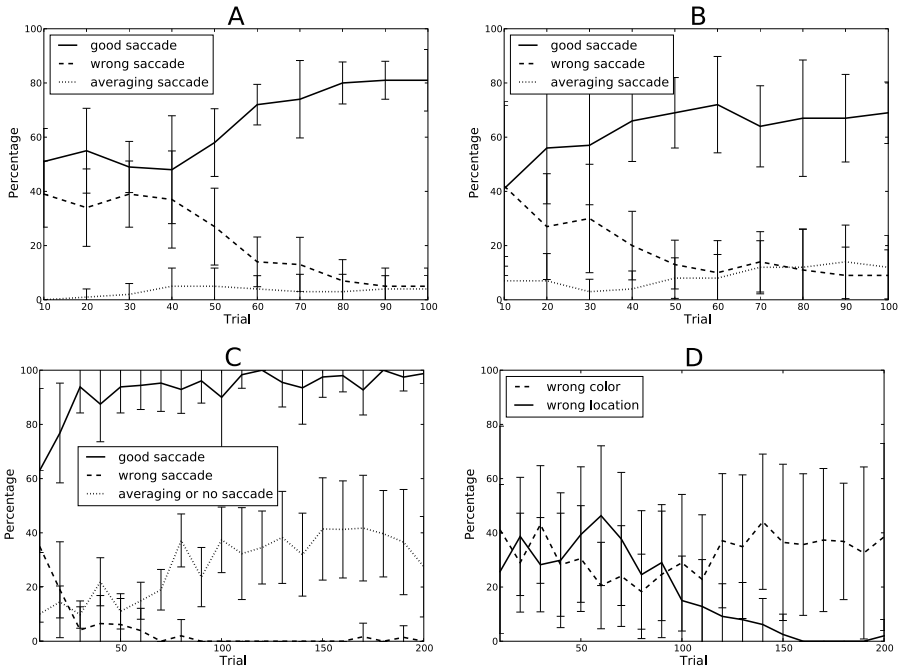 A
100
80
60
40
20
0
Percentage
good saccade
wrong saccade
averaging saccade
10 20 30 40 50 60 70 80 90 100
Trial
B
100
80
60
40
20
0
Percentage
good saccade
wrong saccade
averaging saccade
10 20 30 40 50 60 70 80 90 100
Trial
C
100
80
60
40
20
0
Percentage
good saccade
wrong saccade
averaging or no saccade
50 100 150 200
Trial
D
100
80
60
40
20
0
Percentage
wrong color
wrong location
50 100 150 200
Trial